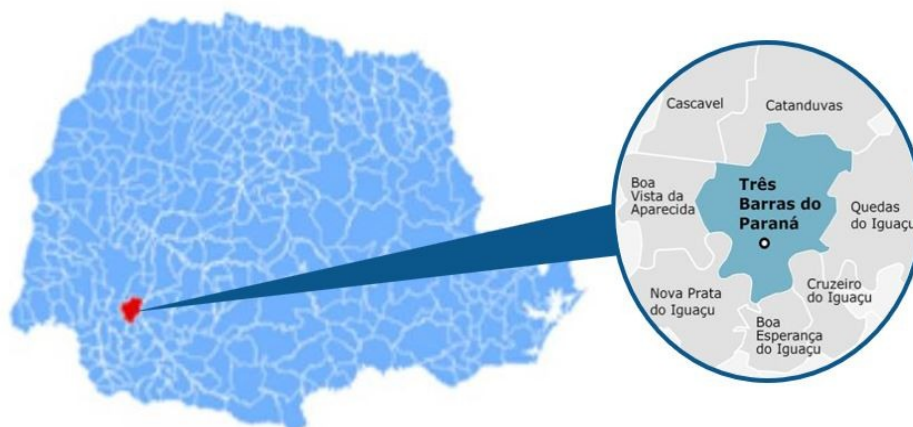 Cascavel
Catanduvas
Boa
Vista da
Aparecida
Três
Barras do
Paraná
Quedas
do Iguaçu
Nova Prata
do Iguaçu
Cruzeiro
do Iguaçu
Boa
Esperança
do Iguaçu